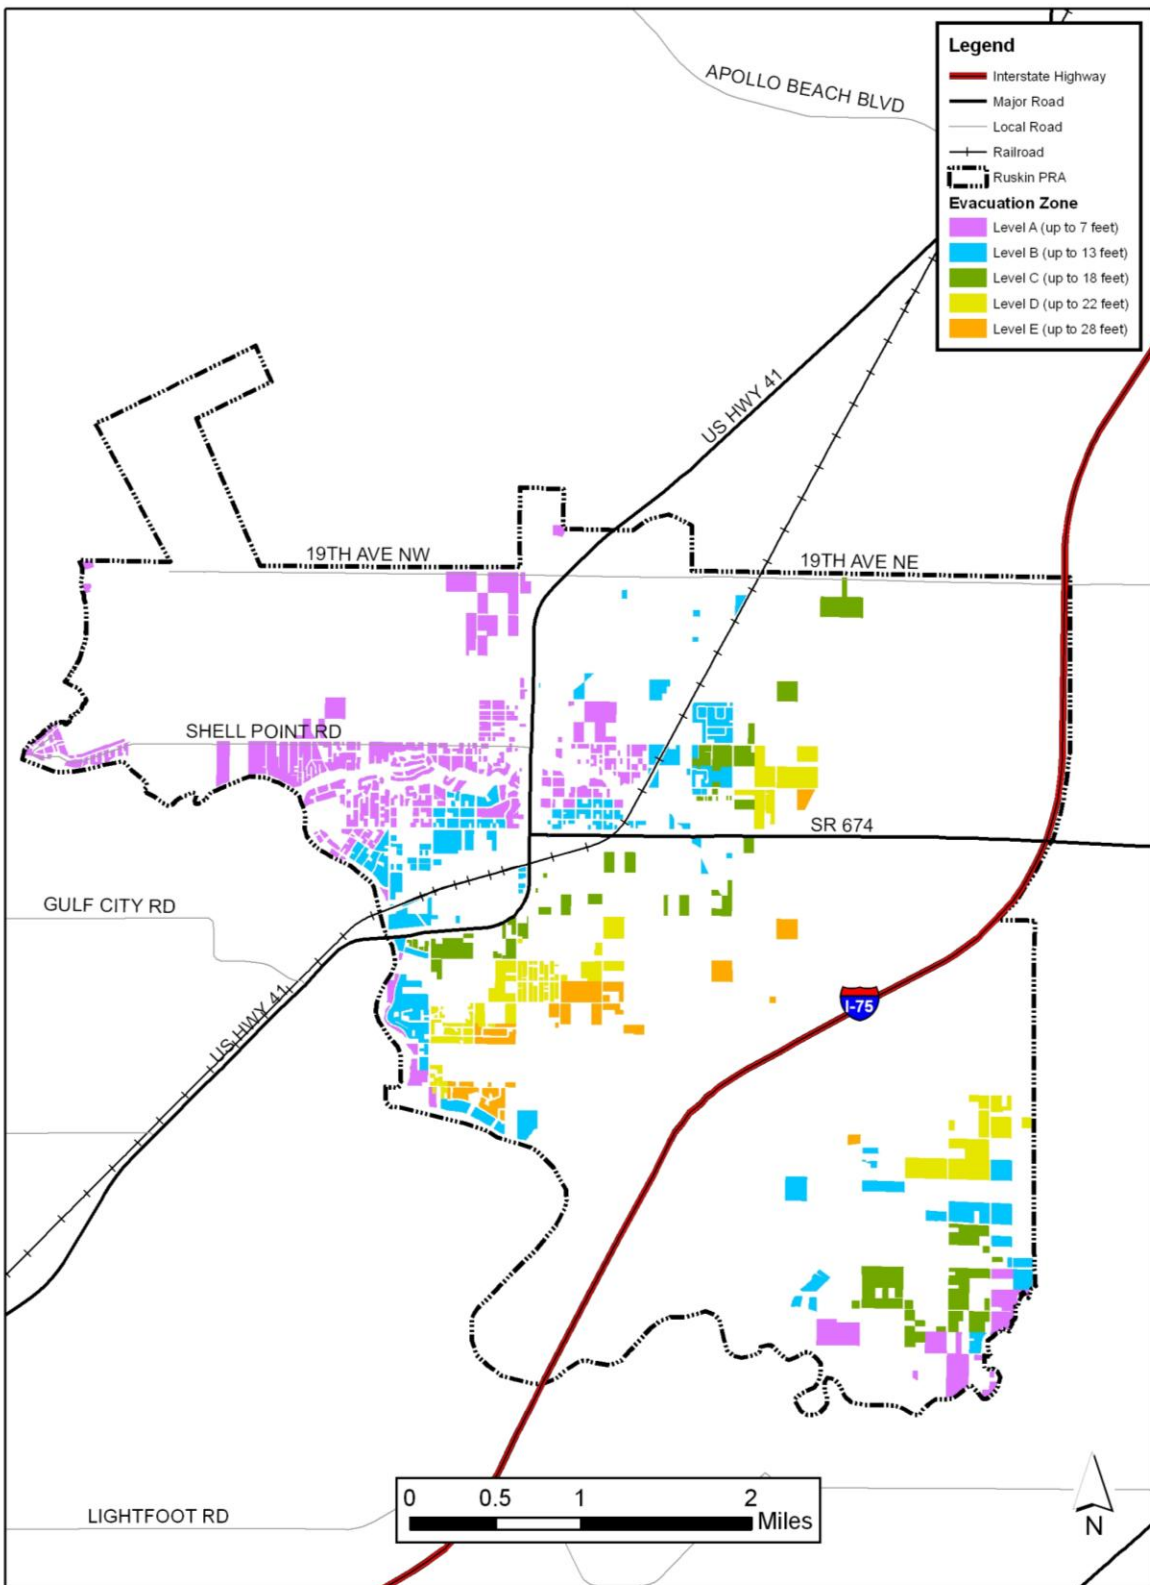 Legend
Interstate Highway
Major Road
Local Road
Railroad
Ruskin PRA
Evacuation Zone
Level A (up to 7 feet)
Level B (up to 13 feet)
Level C (up to 18 feet)
Level D (up to 22 feet)
Level E (up to 28 feet)
APOLLO BEACH BLVD
US HWY 41
19TH AVE NW
19TH AVE NE
SHELL POINT RD
SR 674
GULF CITY RD
I-75
US HWY 41
LIGHTFOOT RD
0 0.5 1 2
Miles
N